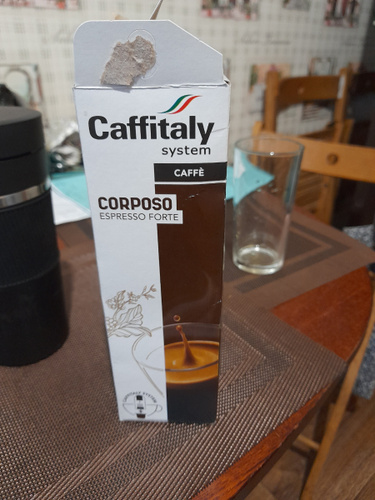 Caffitaly
system
CAFFÈ
CORPOSO
ESPRESSO FORTE